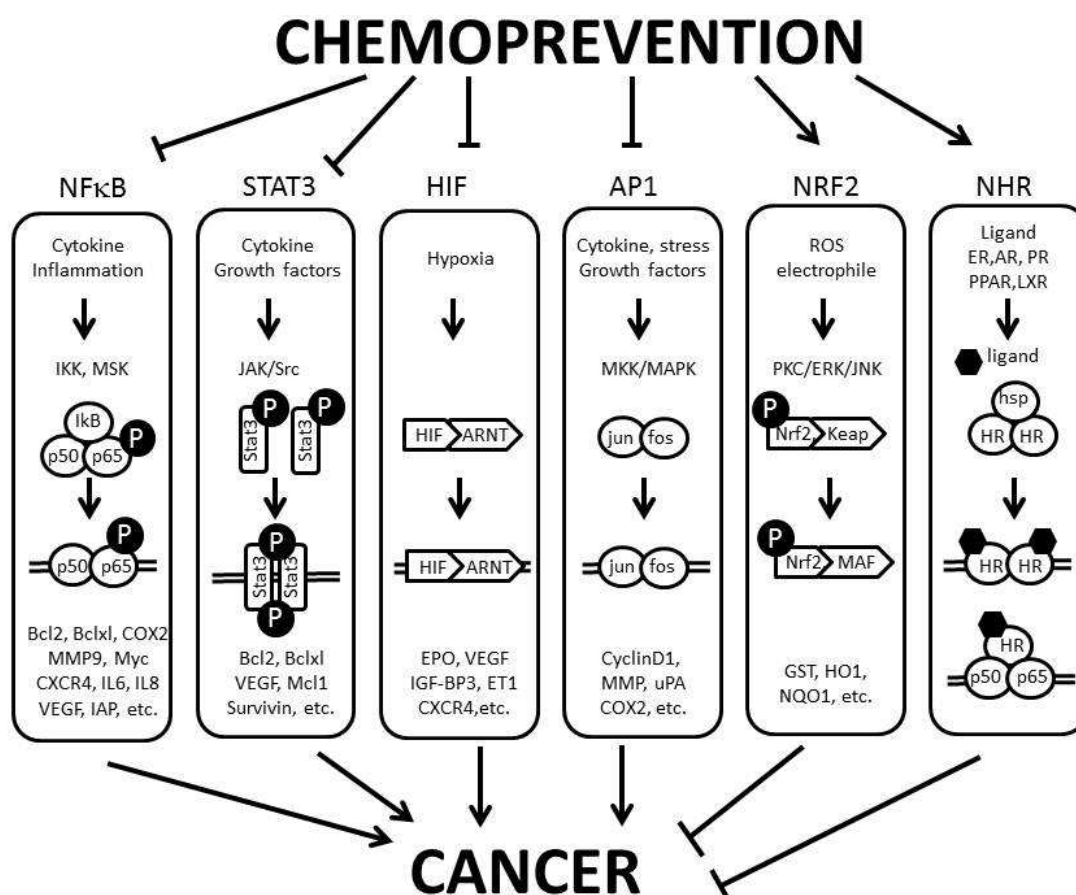 CHEMOPREVENTION
NFκB
Cytokine
Inflammation
IKK, MSK
IkB
p50
p65
P
p50
p65
P
Bcl2, Bclxl, COX2
MMP9, Myc
CXCR4, IL6, IL8
VEGF, IAP, etc.
STAT3
Cytokine
Growth factors
JAK/Src
Stat3
P
Stat3
P
P
Stat3
Stat3
P
Bcl2, Bclxl
VEGF, Mcl1
Survivin, etc.
HIF
Hypoxia
HIF
ARNT
HIF
ARNT
EPO, VEGF
IGF-BP3, ET1
CXCR4,etc.
AP1
Cytokine, stress
Growth factors
MKK/MAPK
jun
fos
jun
fos
CyclinD1,
MMP, uPA
COX2, etc.
NRF2
ROS
electrophile
PKC/ERK/JNK
P
Nrf2
Keap
P
Nrf2
MAF
GST, HO1,
NQO1, etc.
NHR
Ligand
ER,AR, PR
PPAR,LXR
ligand
hsp
HR
HR
HR
HR
HR
p50
p65
CANCER